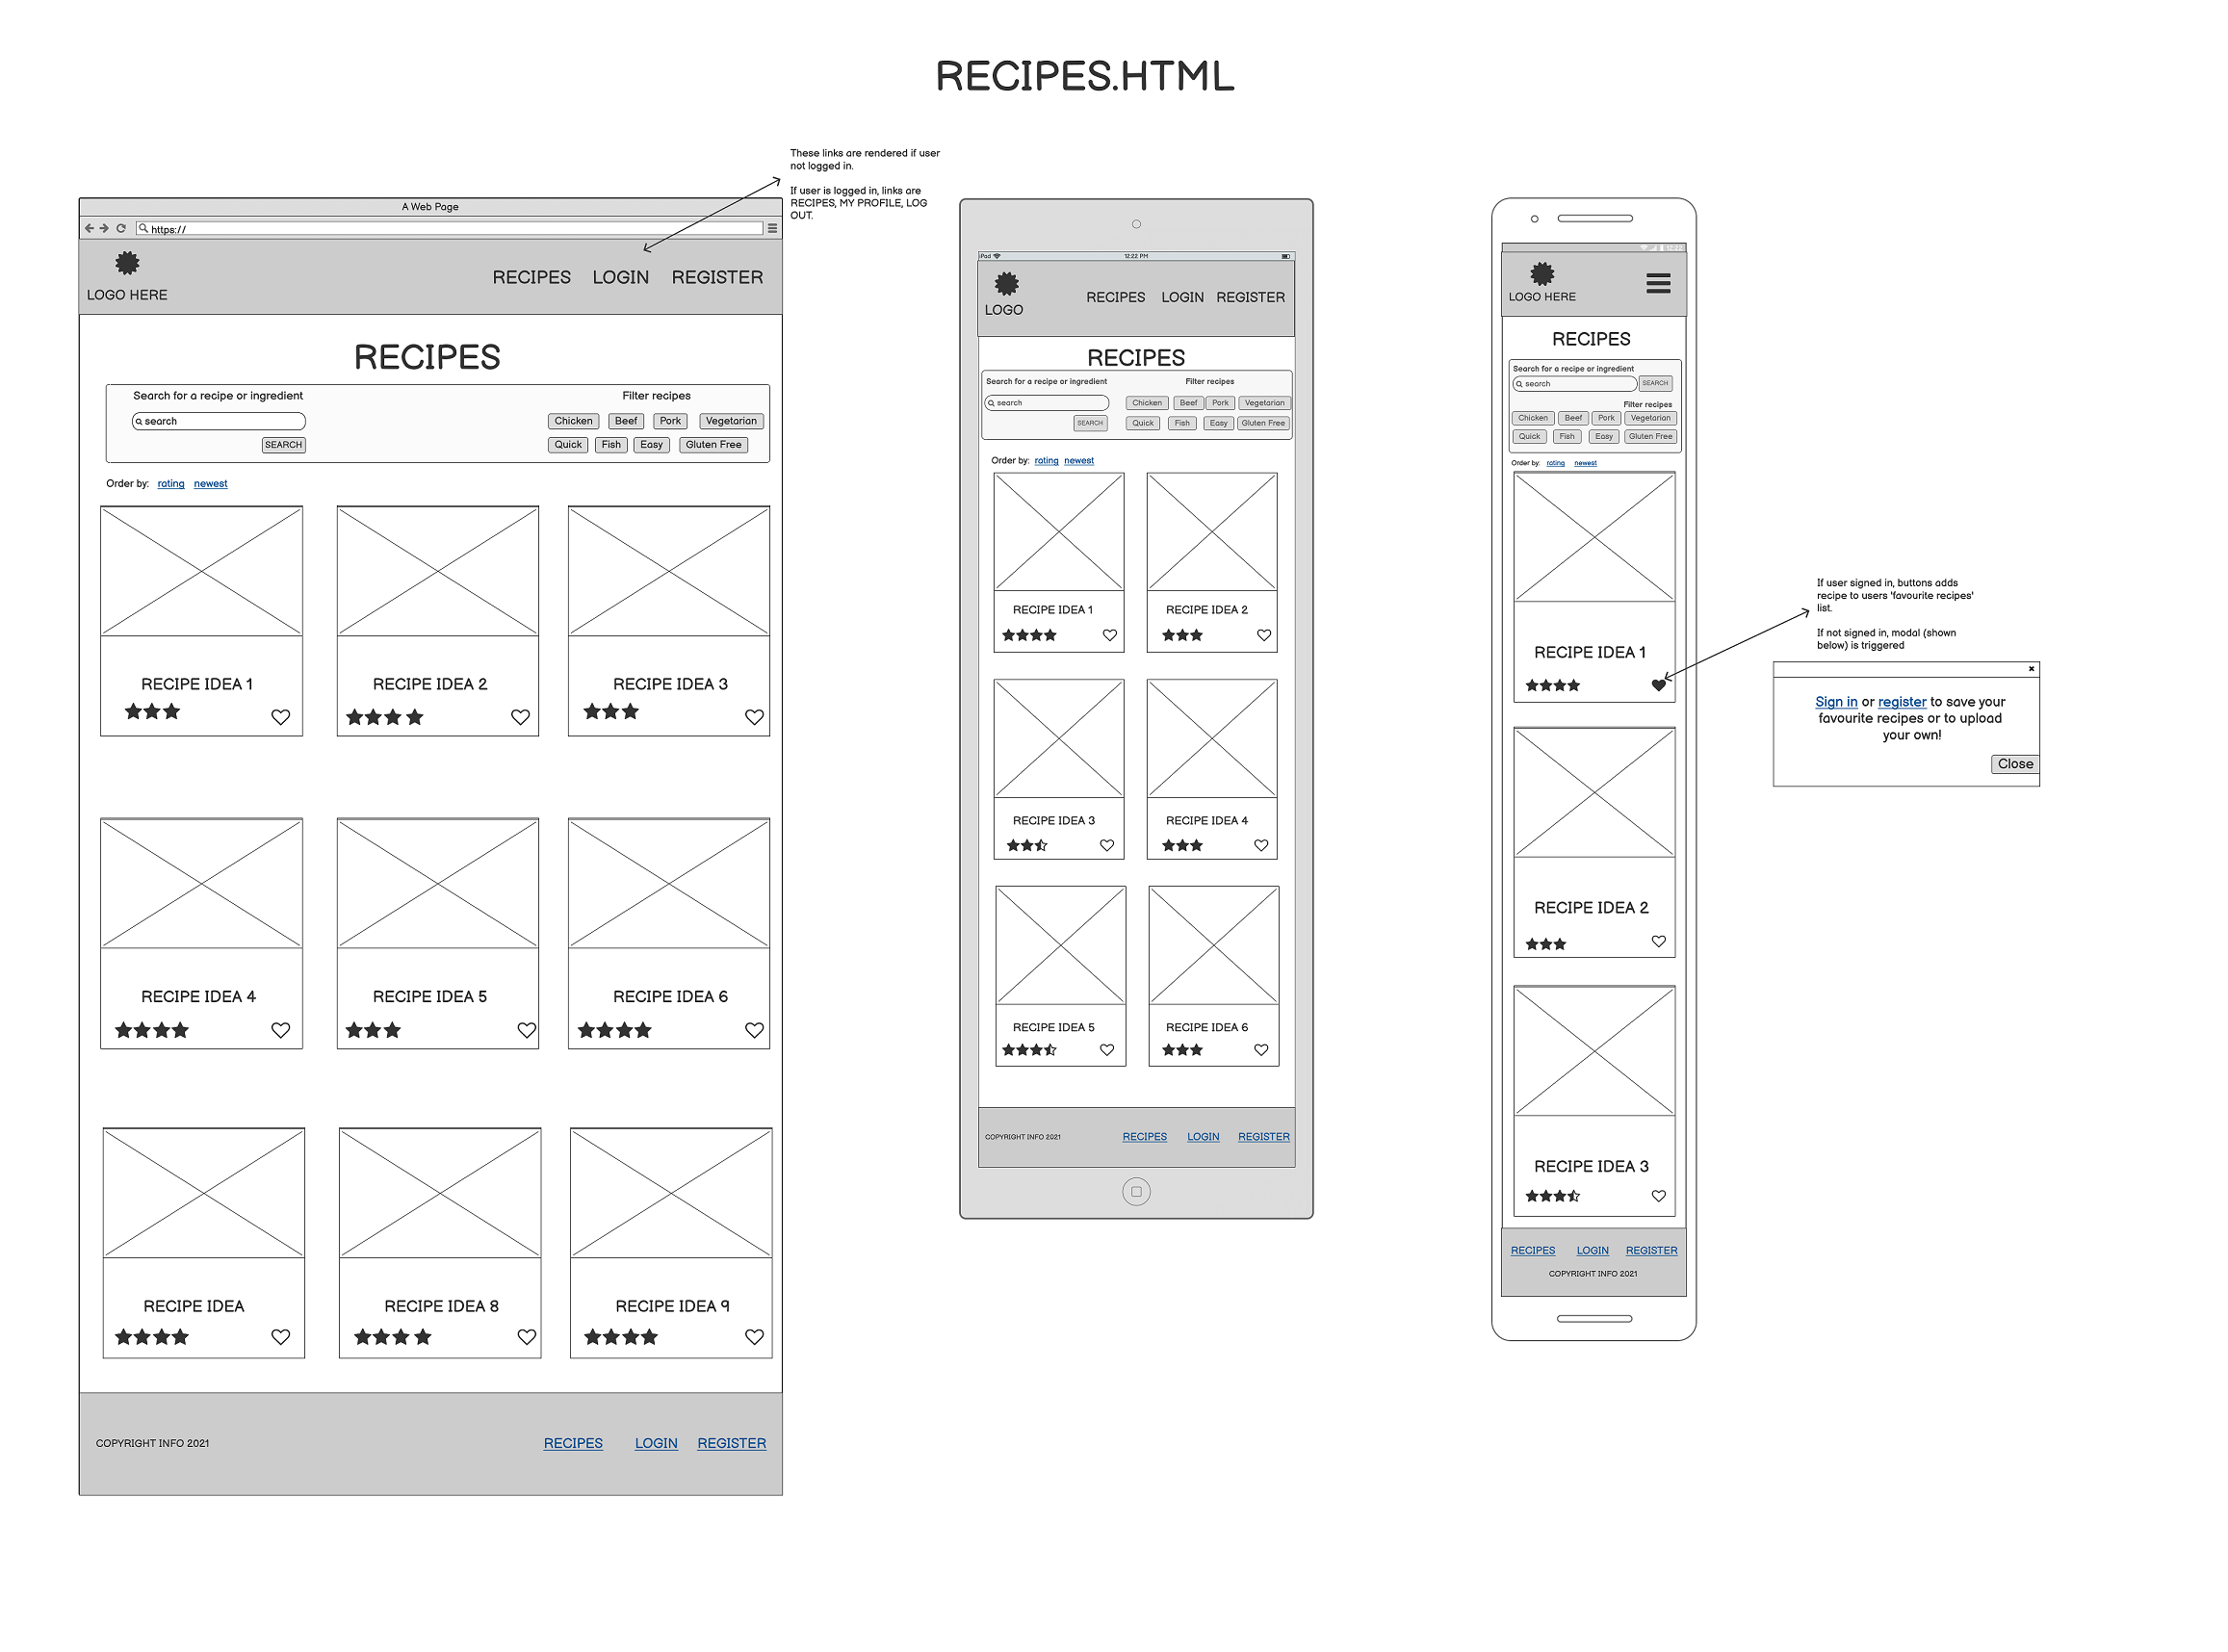 RECIPES.HTML
These links are rendered if user
not logged in.
If user is logged in, links are
RECIPES, MY PROFILE, LOG
OUT.
A Web Page
https://
LOGO HERE
RECIPES LOGIN REGISTER
RECIPES
Search for a recipe or ingredient
Filter recipes
search
Chicken Beef Pork Vegetarian
SEARCH
Quick Fish Easy Gluten Free
Order by: rating newest
RECIPE IDEA 1
RECIPE IDEA 2
RECIPE IDEA 3
RECIPE IDEA 4
RECIPE IDEA 5
RECIPE IDEA 6
RECIPE IDEA
RECIPE IDEA 8
RECIPE IDEA 9
COPYRIGHT INFO 2021
RECIPES LOGIN REGISTER
iPad 12:22 PM
LOGO
RECIPES LOGIN REGISTER
RECIPES
Search for a recipe or ingredient
Filter recipes
search
Chicken Beef Pork Vegetarian
SEARCH
Quick Fish Easy Gluten Free
Order by: rating newest
RECIPE IDEA 1
RECIPE IDEA 2
RECIPE IDEA 3
RECIPE IDEA 4
RECIPE IDEA 5
RECIPE IDEA 6
COPYRIGHT INFO 2021
RECIPES LOGIN REGISTER
12:22
LOGO HERE
RECIPES
Search for a recipe or ingredient
search
SEARCH
Filter recipes
Chicken Beef Pork Vegetarian
Quick Fish Easy Gluten Free
Order by: rating newest
RECIPE IDEA 1
RECIPE IDEA 2
RECIPE IDEA 3
RECIPES LOGIN REGISTER
COPYRIGHT INFO 2021
If user signed in, buttons adds
recipe to users 'favourite recipes'
list.
If not signed in, modal (shown
below) is triggered
Sign in or register to save your
favourite recipes or to upload
your own!
Close